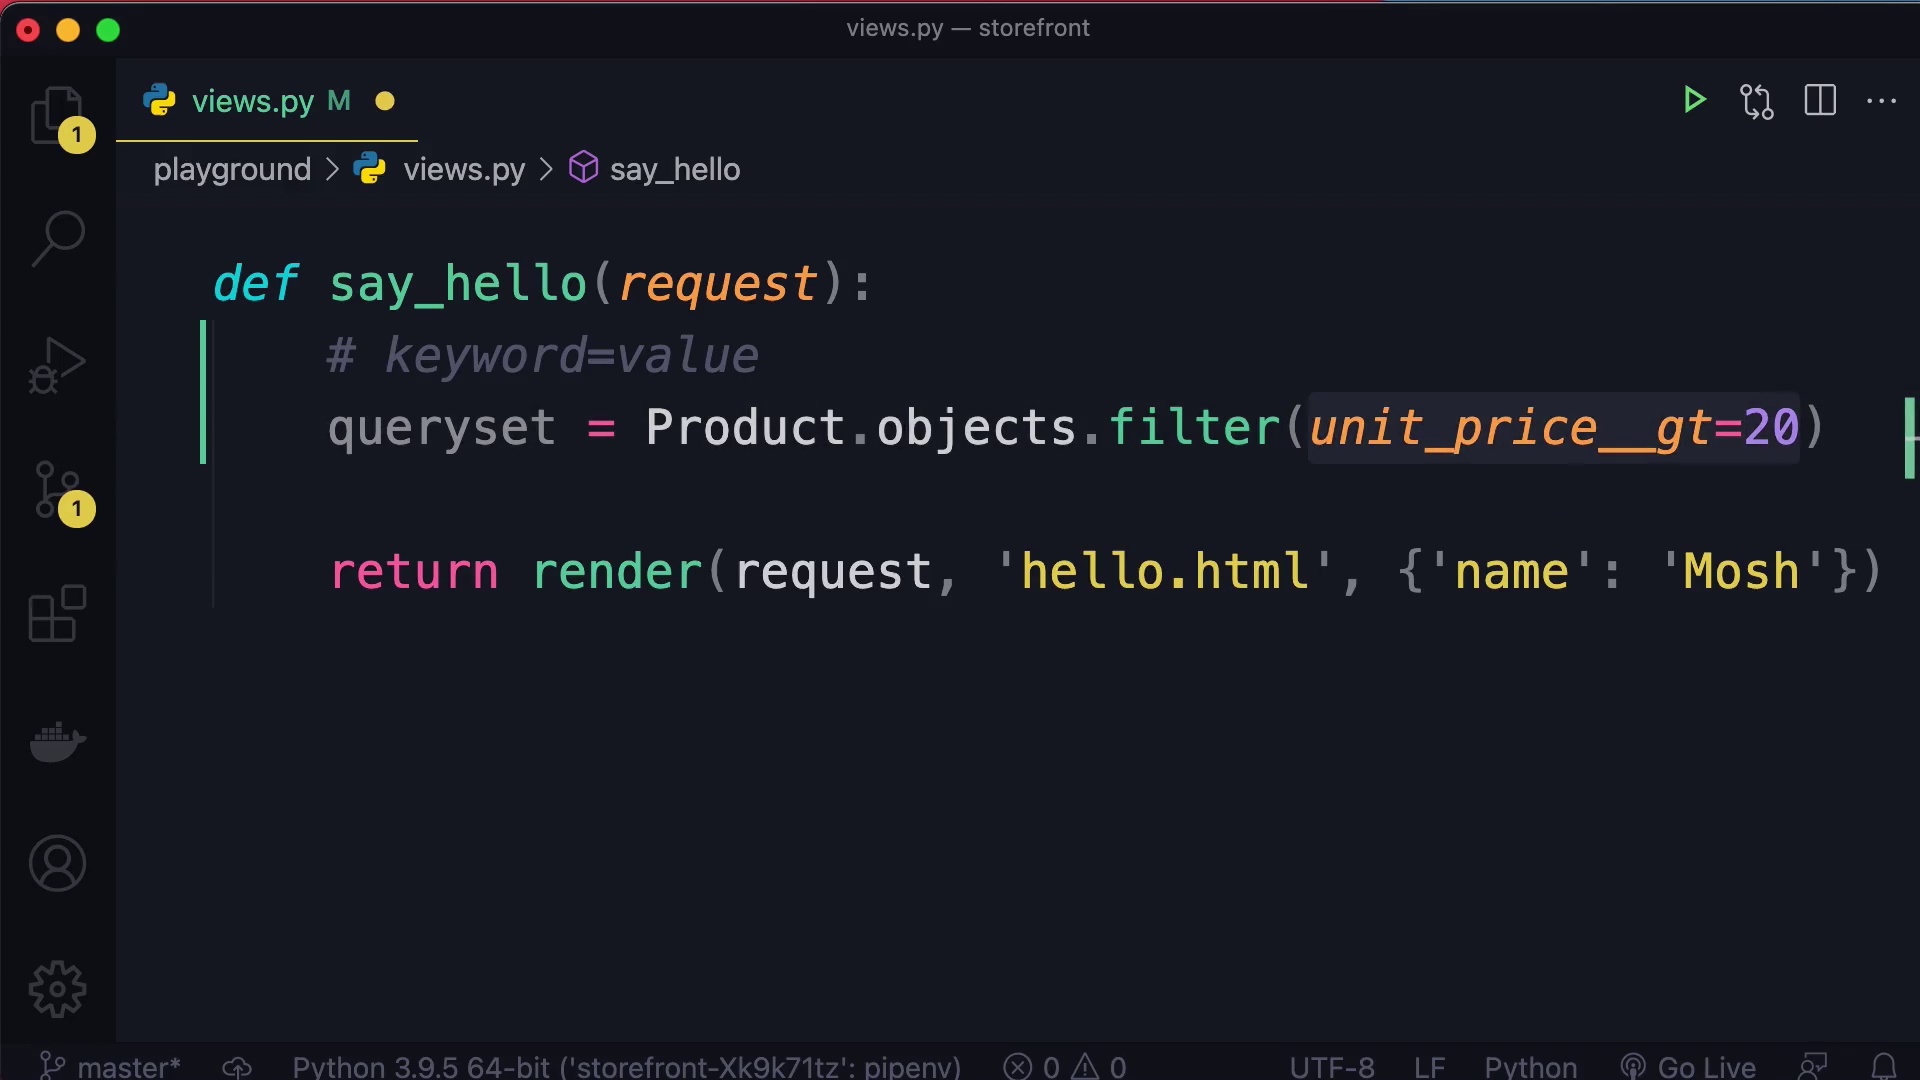 views.py — storefront
views.py M
1
playground > views.py > say_hello
def say_hello(request):
# keyword=value
queryset = Product.objects.filter(unit_price__gt=20)
1
return render(request, 'hello.html', {'name': 'Mosh'})
master* Python 3.9.5 64-bit ('storefront-Xk9k71tz': pipenv) 0 0 UTF-8 LF Python Go Live